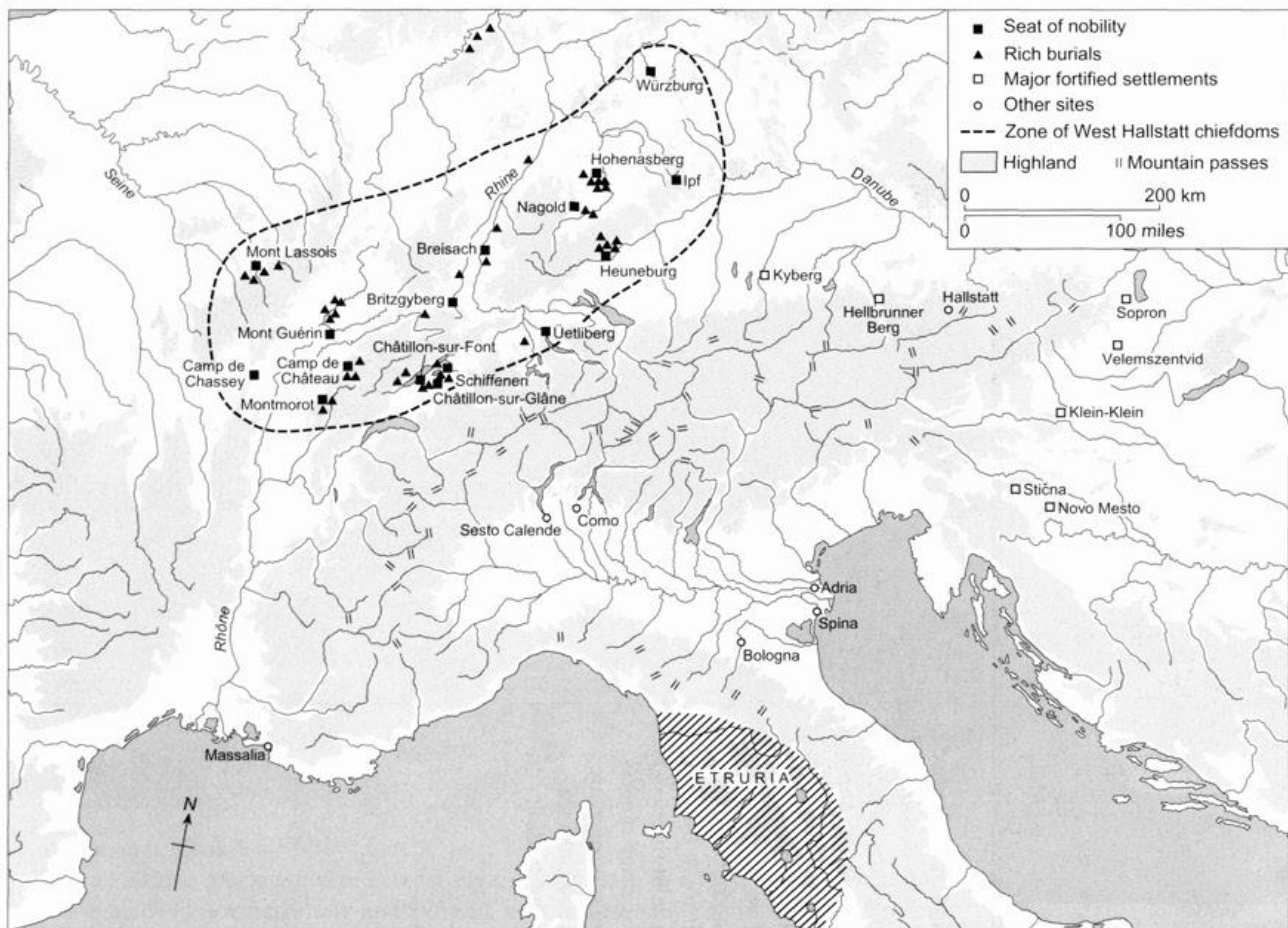 Seat of nobility
Rich burials
Major fortified settlements
Other sites
Zone of West Hallstatt chiefdoms
Highland
Mountain passes
0 200 km
0 100 miles
Würzburg
Seine
Rhine
Hohenasberg
Ipf
Danube
Nagold
Mont Lassois
Breisach
Heuneburg
Kyberg
Britzgyberg
Hallstatt
Hellbrunner
Berg
Sopron
Mont Guérin
Üetliberg
Châtillon-sur-Font
Velemszentvid
Camp de
Chassey
Camp de
Château
Schiffenen
Châtillon-sur-Glâne
Montmorot
Klein-Klein
Stična
Novo Mesto
Sesto Calende
Como
Adria
Spina
Rhône
Bologna
Massalia
ETRURIA
N